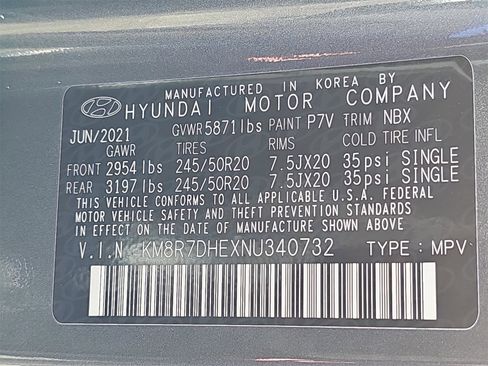 MANUFACTURED IN KOREA BY
HYUNDAI MOTOR COMPANY
JUN/2021 GVWR 5871 lbs PAINT P7V TRIM NBX
GAWR TIRES RIMS COLD TIRE INFL
FRONT 2954 lbs 245/50R20 7.5JX20 35psi SINGLE
REAR 3197 lbs 245/50R20 7.5JX20 35psi SINGLE
THIS VEHICLE CONFORMS TO ALL APPLICABLE U.S.A. FEDERAL
MOTOR VEHICLE SAFETY AND THEFT PREVENTION STANDARDS
IN EFFECT ON THE DATE OF MANUFACTURE SHOWN ABOVE.
V.I.N : KM8R7DHEXNU340732 TYPE : MPV